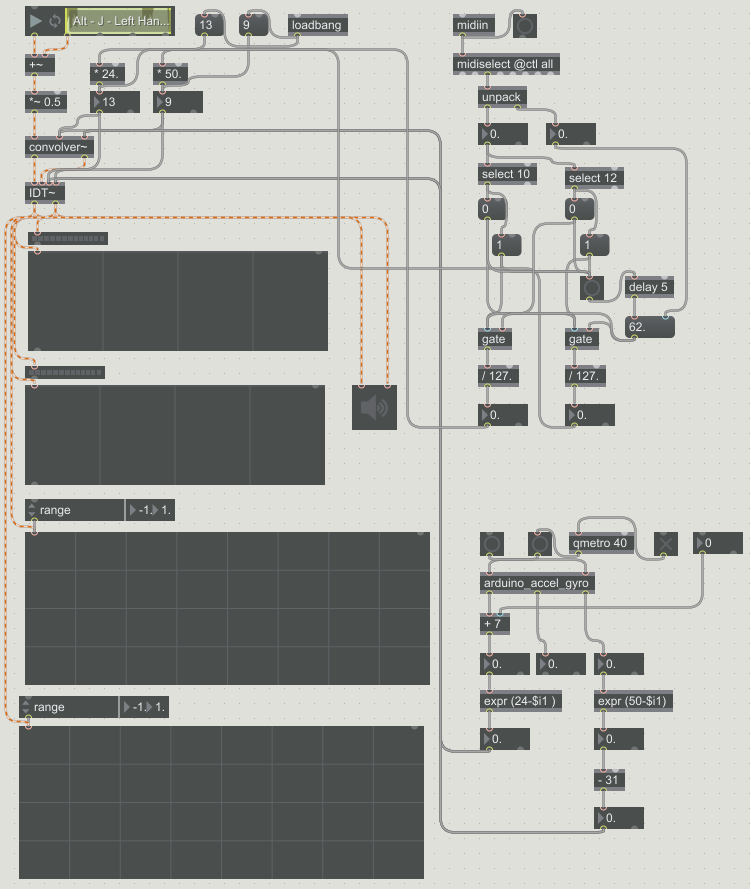 Alt - J - Left Han...
13
9
loadbang
midiin
+~
midiselect @ctl all
* 24.
* 50.
*~ 0.5
13
9
unpack
0.
0.
convolver~
select 10
select 12
IDT~
0
0
1
1
delay 5
62.
gate
gate
/ 127.
/ 127.
0.
0.
range
-1.
1.
qmetro 40
0
arduino_accel_gyro
+ 7
0.
0.
0.
expr (24-$i1 )
expr (50-$i1)
range
-1.
1.
0.
0.
- 31
0.